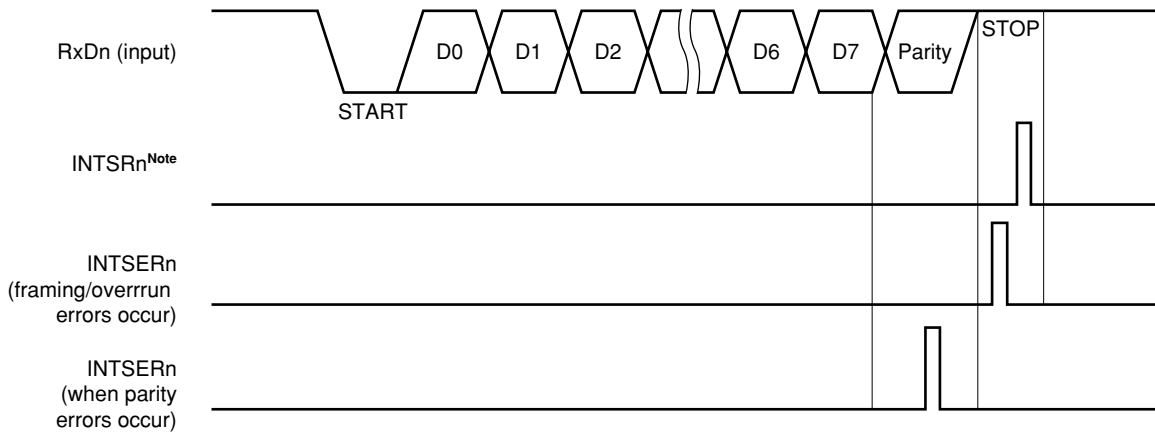 RxDn (input)
D0
D1
D2
D6
D7
Parity
STOP
START
INTSRnNote
INTSERn
(framing/overrrun
errors occur)
INTSERn
(when parity
errors occur)